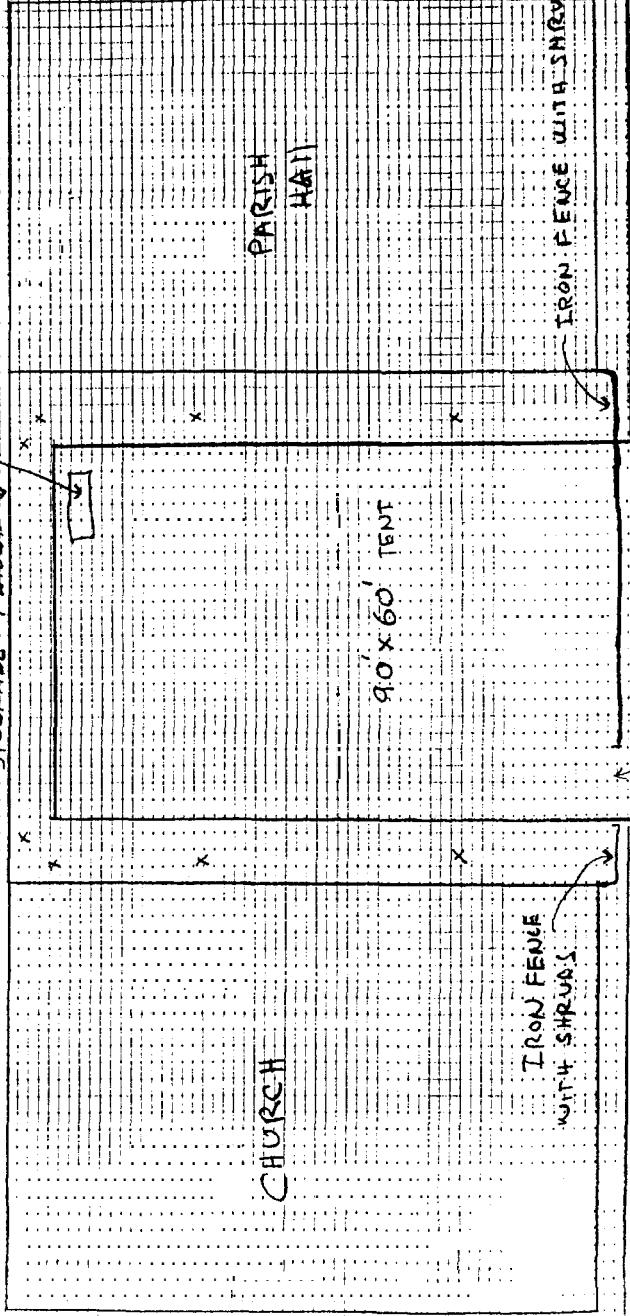 PARISH
HAll
IRON FENCE WITH SHRU
90' x 60' TENT
CHURCH
IRON FENCE
WITH SHRUBS